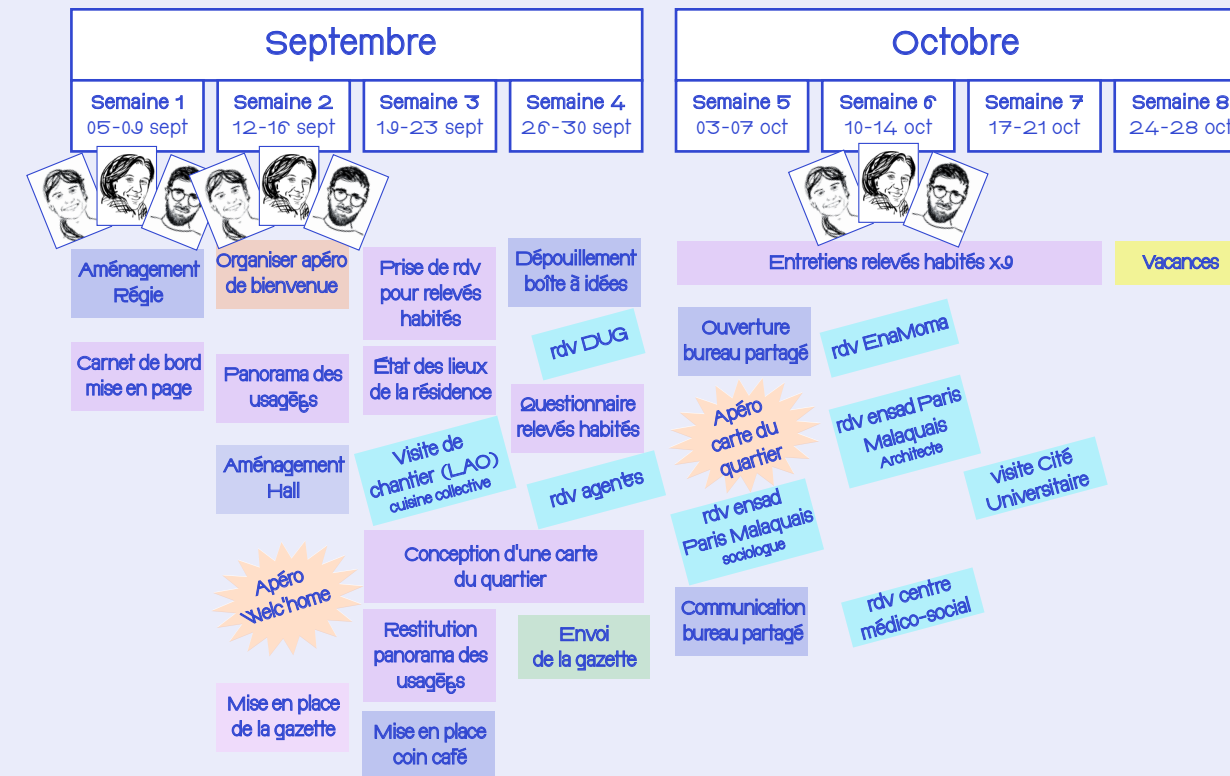 Septembre
Octobre
Semaine 1
05-09 sept
Semaine 2
12-16 sept
Semaine 3
19-23 sept
Semaine 4
26-30 sept
Semaine 5
03-07 oct
Semaine 6
10-14 oct
Semaine 7
17-21 oct
Semaine 8
24-28 oct
Aménagement
Régie
Carnet de bord
mise en page
Organiser apéro
de bienvenue
Panorama des
usagēr·es
Aménagement
Hall
Apéro
Welc'home
Mise en place
de la gazette
Prise de rdv
pour relevés
habités
État des lieux
de la résidence
Visite de
chantier (LAO)
cuisine collective
Conception d'une carte
du quartier
Restitution
panorama des
usagēr·es
Mise en place
coin café
Dépouillement
boîte à idées
rdv DUG
Questionnaire
relevés habités
rdv agent·es
Envoi
de la gazette
Entretiens relevés habités x9
Vacances
Ouverture
bureau partagé
Apéro
carte du
quartier
rdv ensad
Paris Malaquais
sociologue
Communication
bureau partagé
rdv EnaMoma
rdv ensad Paris
Malaquais
Architecte
rdv centre
médico-social
visite Cité
Universitaire